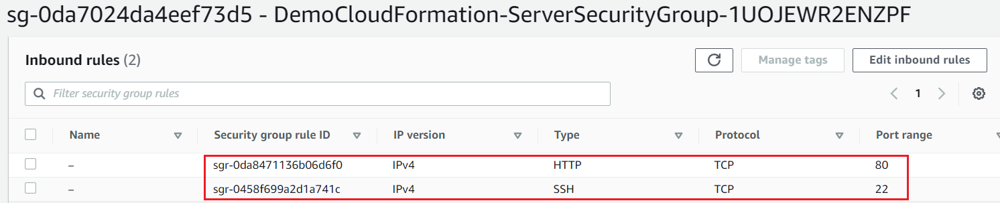 sg-0da7024da4eef73d5 - DemoCloudFormation-ServerSecurityGroup-1UOJEWR2ENZPF
Inbound rules (2)
Manage tags
Edit inbound rules
Filter security group rules
1
Name Security group rule ID IP version Type Protocol Port range
– sgr-0da8471136b06d6f0 IPv4 HTTP TCP 80
– sgr-0458f699a2d1a741c IPv4 SSH TCP 22